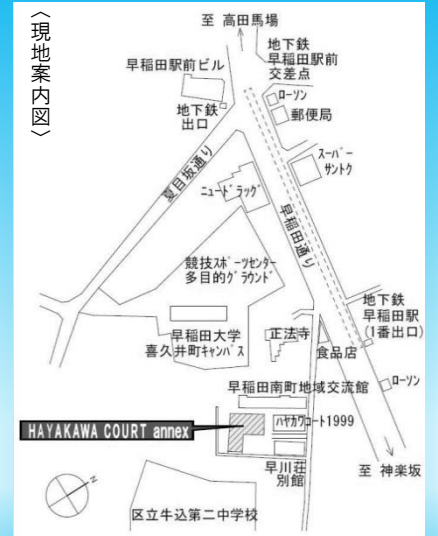 〈現地案内図〉
至 高田馬場
地下鉄
早稲田駅前
交差点
早稲田駅前ビル
地下鉄
出口
ローソン
郵便局
スーパー
サントク
夏目坂通り
ニュードラッグ
早稲田通り
競技スポーツセンター
多目的グラウンド
早稲田大学
喜久井町キャンパス
正法寺
地下鉄
早稲田駅
(1番出口)
食品店
ローソン
早稲田南町地域交流館
HAYAKAWA COURT annex
ハヤカワコート1999
早川荘
別館
至 神楽坂
N
区立牛込第二中学校